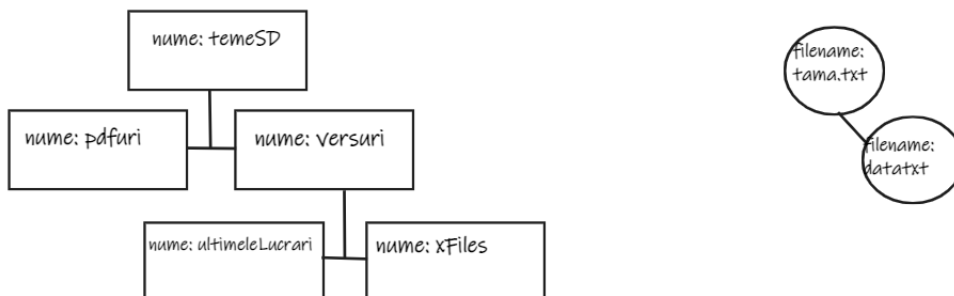 nume: temeSD
nume: pdfuri
nume: versuri
nume: ultimeleLucrari
nume: xFiles
filename:
tama.txt
filename:
datatxt